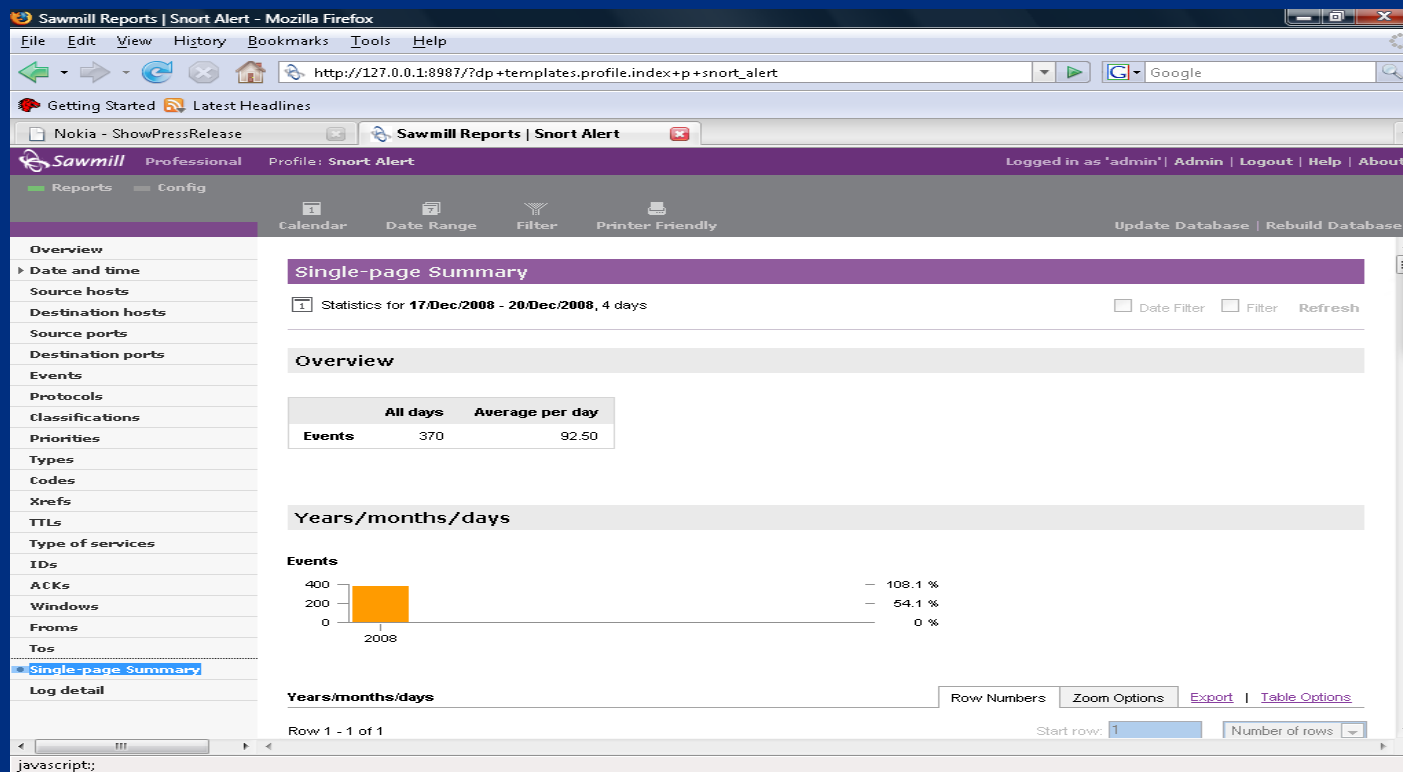 Sawmill Reports | Snort Alert - Mozilla Firefox
File Edit View History Bookmarks Tools Help
http://127.0.0.1:8987/?dp+templates.profile.index+p+snort_alert
G Google
Getting Started Latest Headlines
Nokia - ShowPressRelease
Sawmill Reports | Snort Alert
Sawmill Professional Profile: Snort Alert
Logged in as 'admin'| Admin | Logout | Help | About
Reports Config
1 Calendar
7 Date Range
Filter
Printer Friendly
Update Database | Rebuild Database
Overview
Date and time
Source hosts
Destination hosts
Source ports
Destination ports
Events
Protocols
Classifications
Priorities
Types
Codes
Xrefs
TTLs
Type of services
IDs
ACKs
Windows
Froms
Tos
Single-page Summary
Log detail
Single-page Summary
1 Statistics for 17/Dec/2008 - 20/Dec/2008, 4 days
Date Filter Filter Refresh
Overview
All days Average per day
Events 370 92.50
Years/months/days
Events
400 108.1 %
200 54.1 %
0 0 %
2008
Years/months/days
Row Numbers Zoom Options Export | Table Options
Row 1 - 1 of 1
Start row: 1 Number of rows
javascript:;